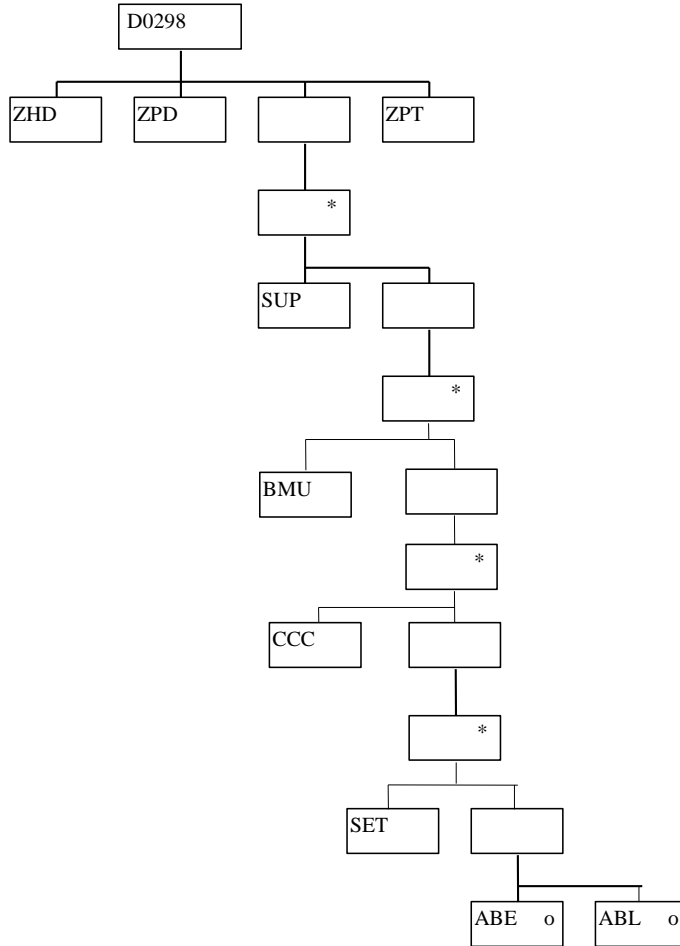 D0298
ZHD ZPD ZPT
*
SUP
*
BMU
*
CCC
*
SET
ABE o ABL o